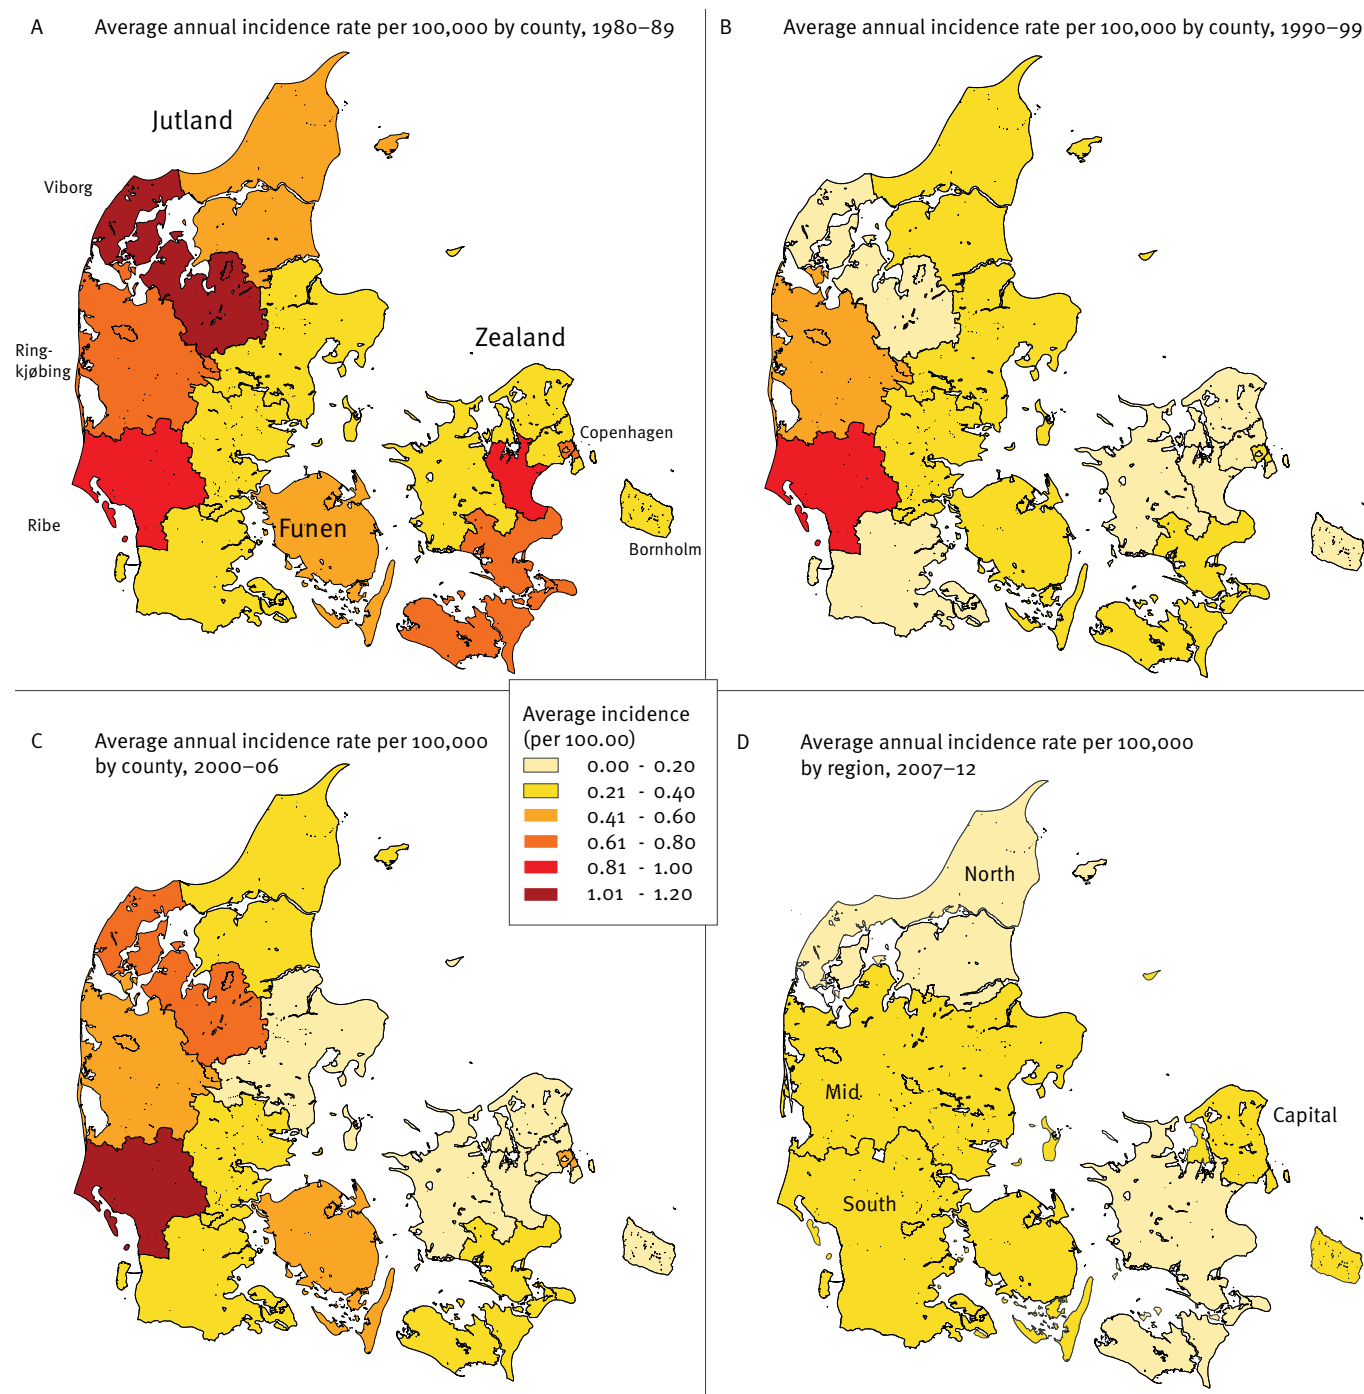 A Average annual incidence rate per 100,000 by county, 1980–89
Jutland
Viborg
Ring-
kjøbing
Zealand
Copenhagen
Ribe
Funen
Bornholm
B Average annual incidence rate per 100,000 by county, 1990–99
C Average annual incidence rate per 100,000
by county, 2000–06
Average incidence
(per 100.00)
0.00 - 0.20
0.21 - 0.40
0.41 - 0.60
0.61 - 0.80
0.81 - 1.00
1.01 - 1.20
D Average annual incidence rate per 100,000
by region, 2007–12
North
Mid
Capital
South